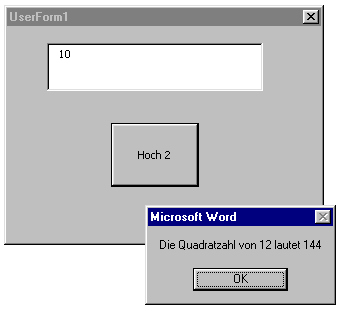 UserForm1
10
Hoch 2
Microsoft Word
Die Quadratzahl von 12 lautet 144
OK